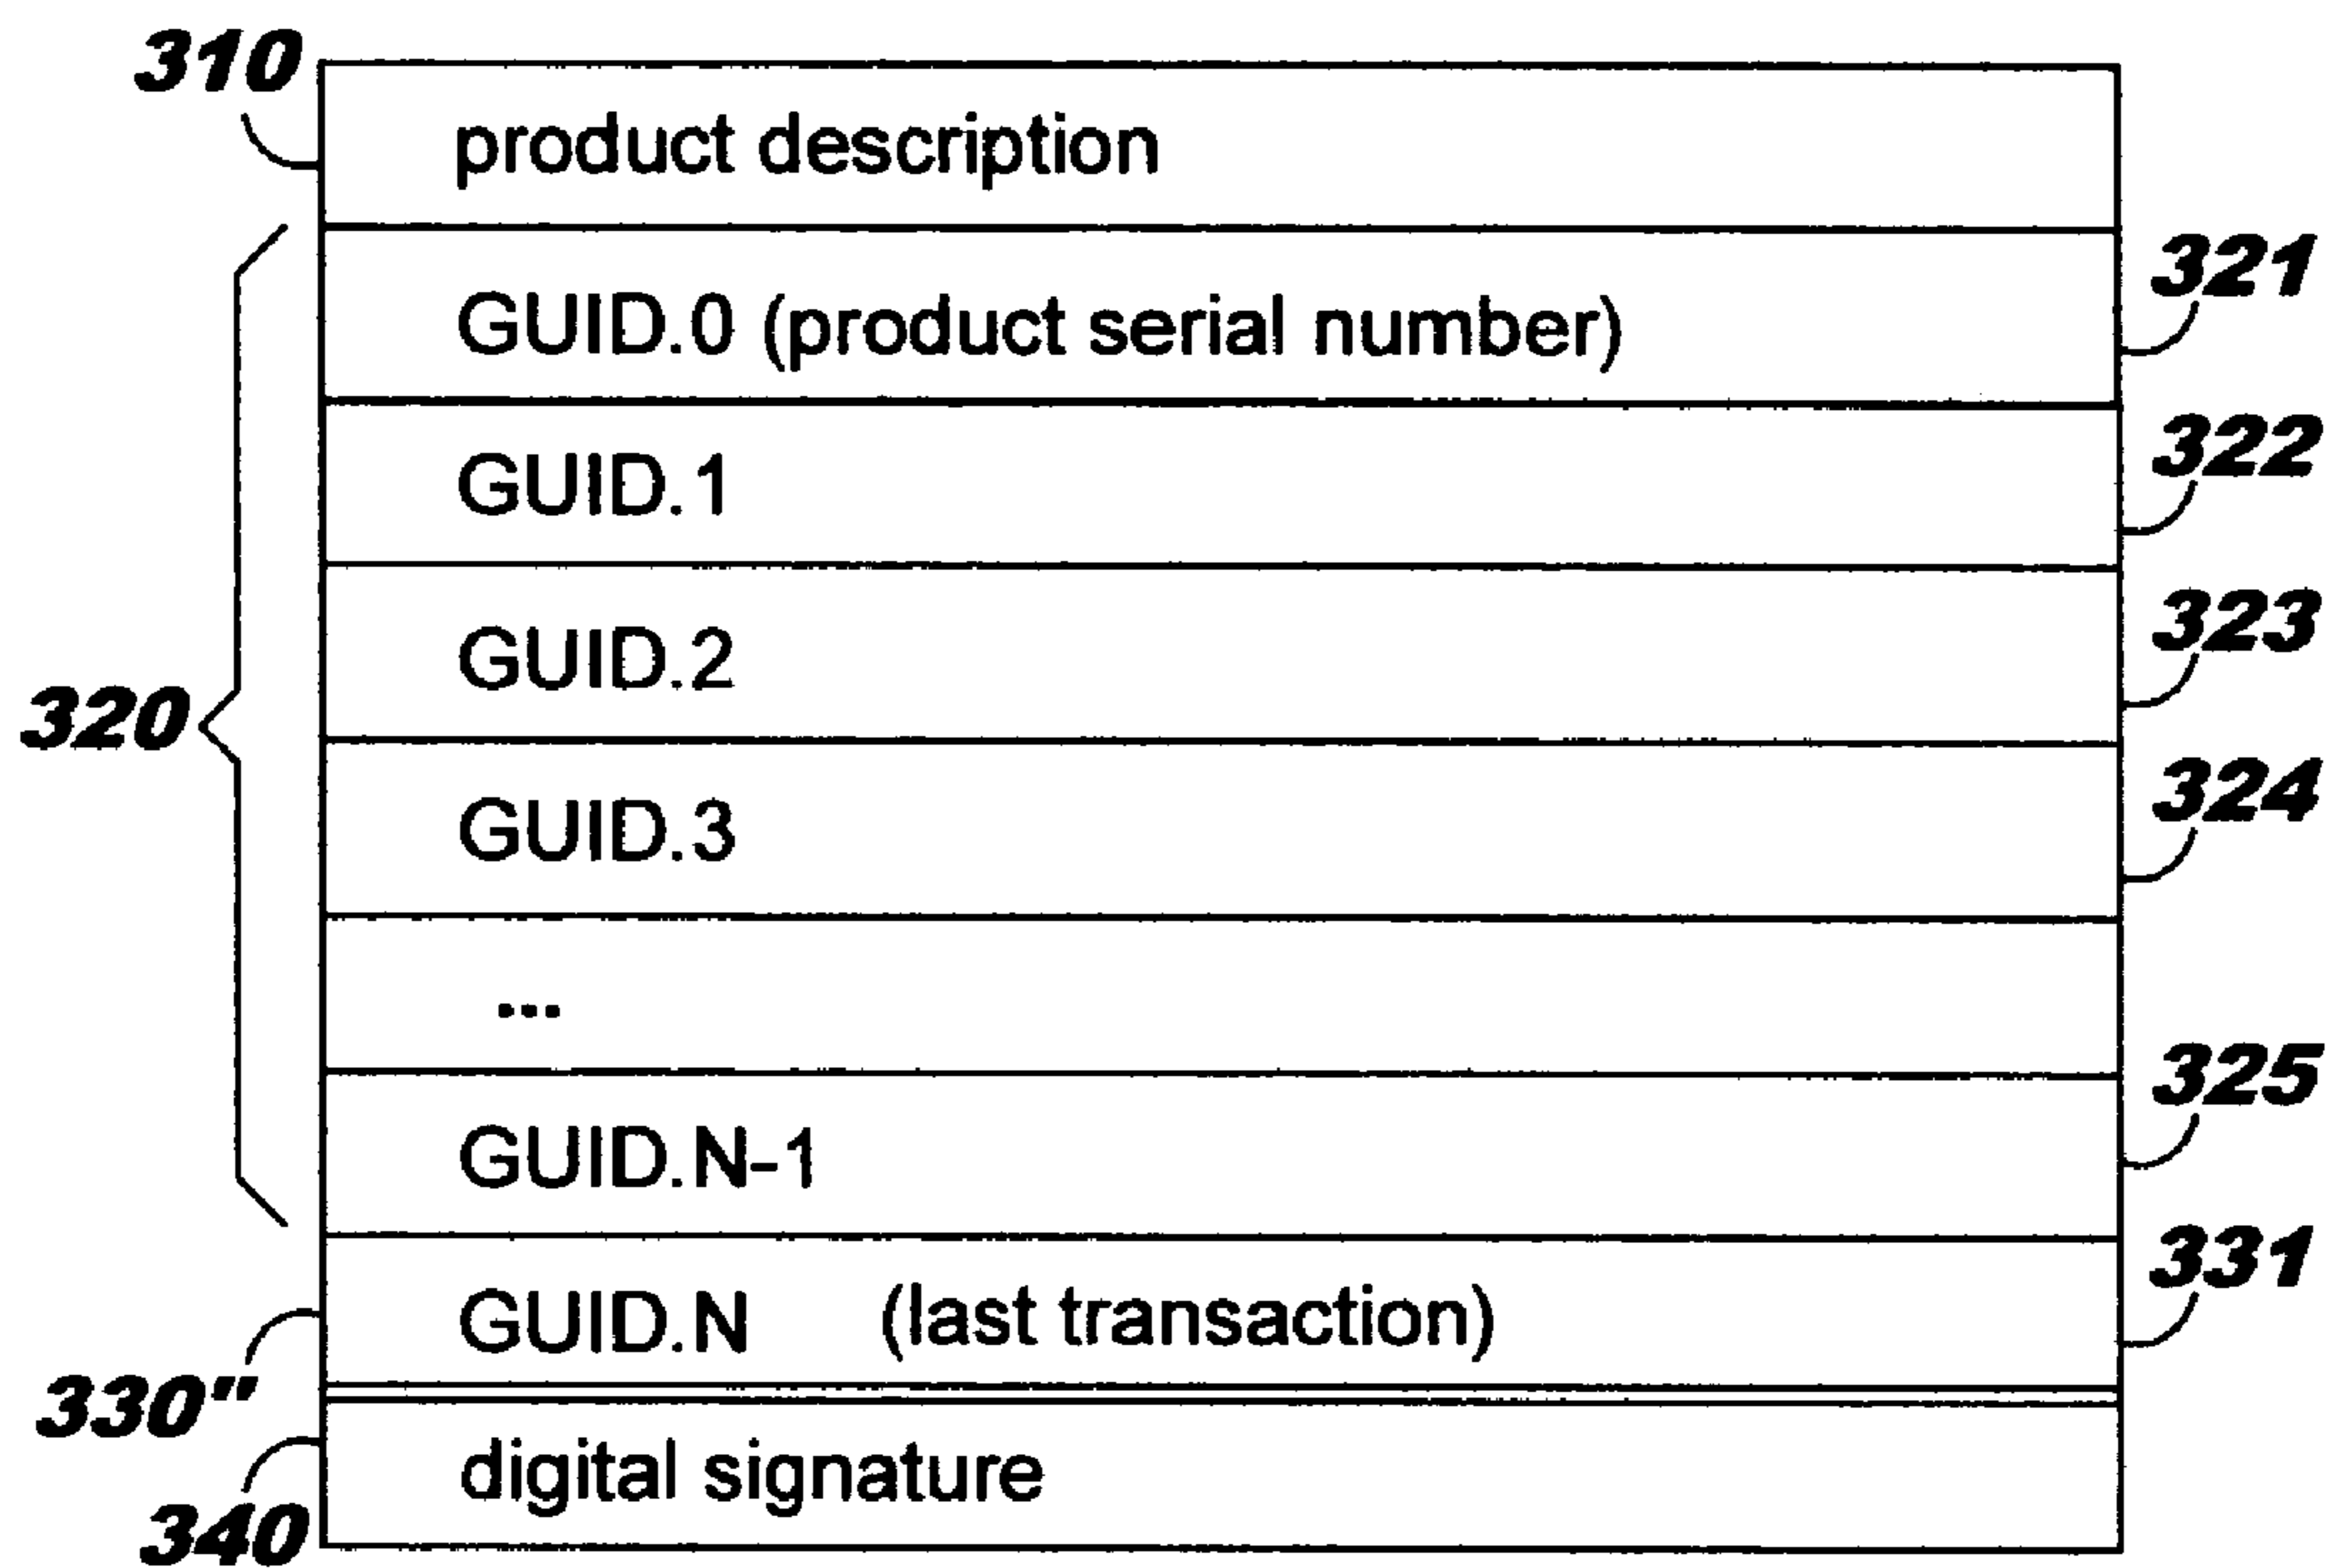 310
product description
GUID.0 (product serial number)
321
GUID.1
322
GUID.2
323
320
GUID.3
324
...
GUID.N-1
325
GUID.N (last transaction)
331
330"
digital signature
340